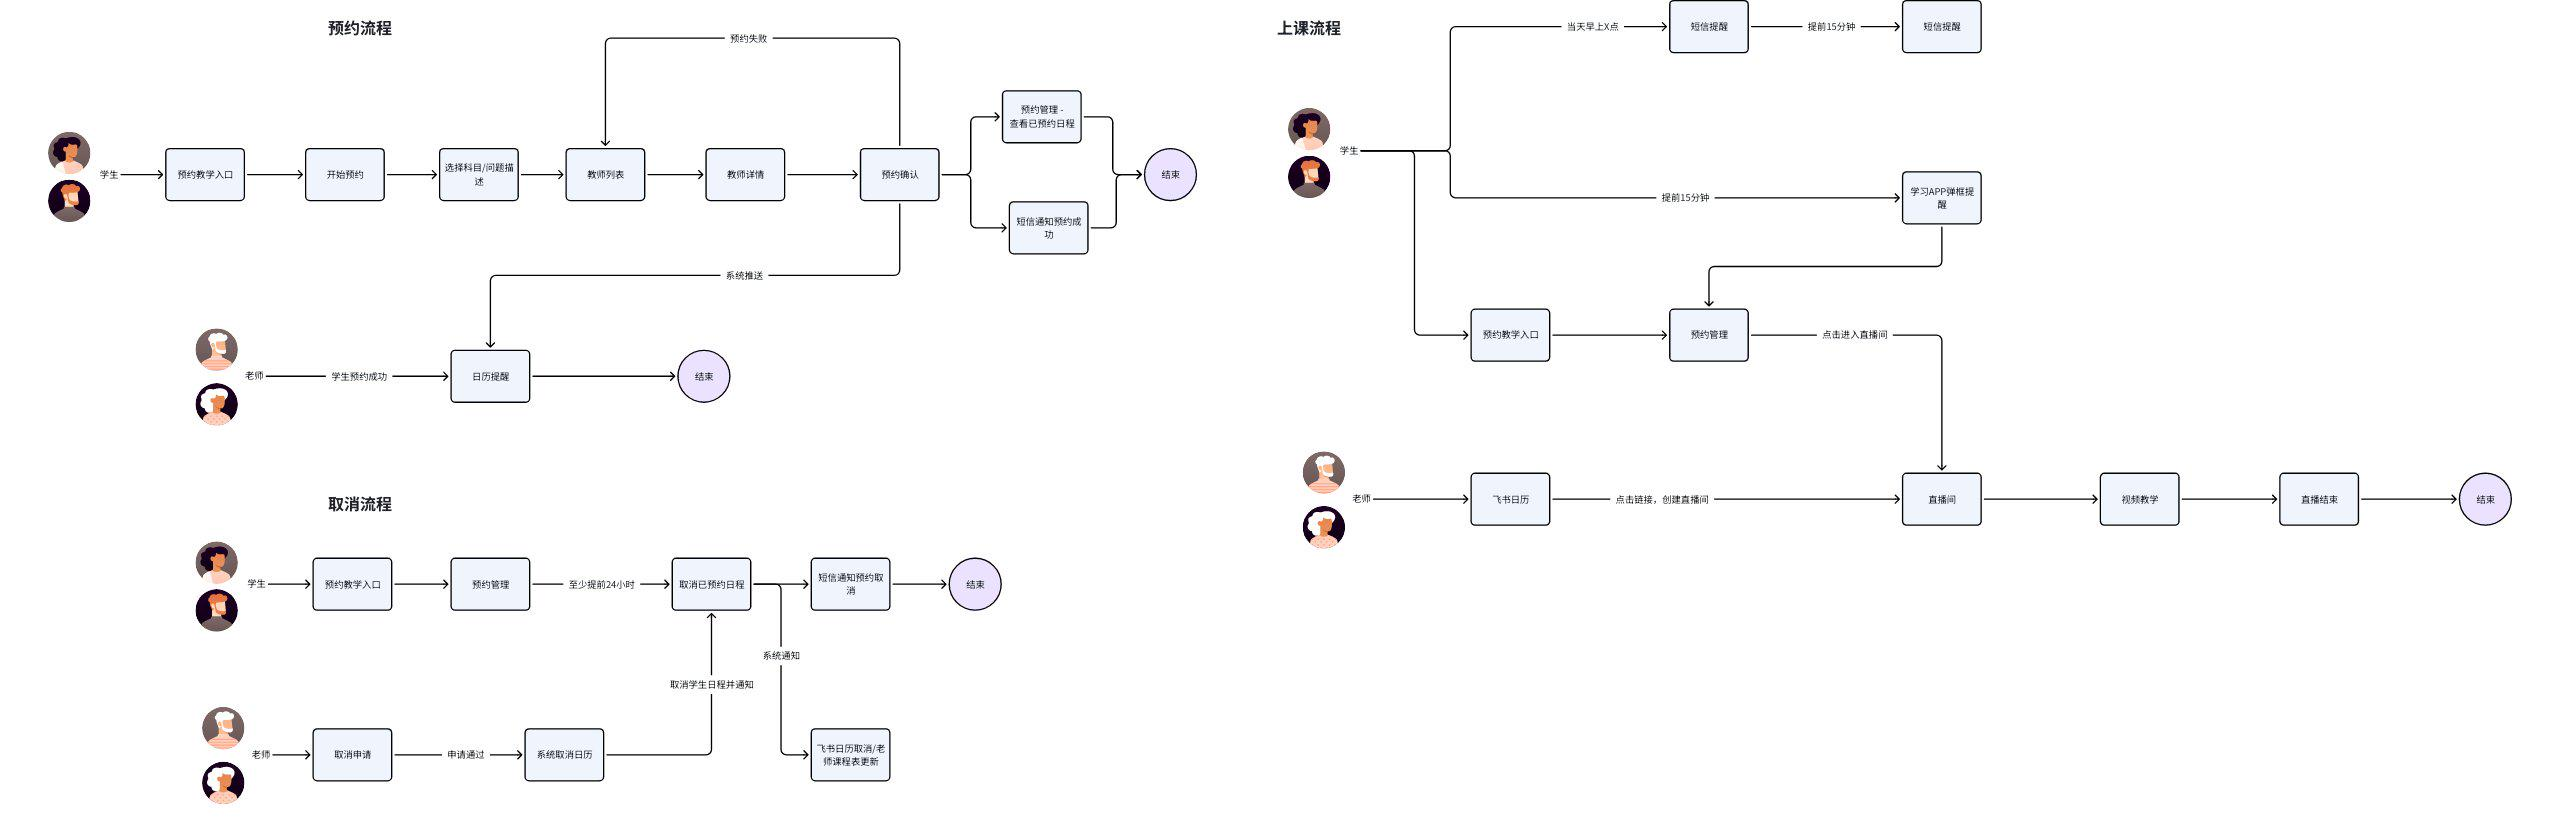 预约流程
预约失败
预约管理 -
查看已预约日程
学生
预约教学入口
开始预约
选择科目/问题描
述
教师列表
教师详情
预约确认
结束
短信通知预约成
功
系统推送
老师
学生预约成功
日历提醒
结束
取消流程
学生
预约教学入口
预约管理
至少提前24小时
取消已预约日程
短信通知预约取
消
结束
系统通知
取消学生日程并通知
老师
取消申请
申请通过
系统取消日历
飞书日历取消/老
师课程表更新
上课流程
当天早上X点
短信提醒
提前15分钟
短信提醒
学生
提前15分钟
学习APP弹框提
醒
预约教学入口
预约管理
点击进入直播间
老师
飞书日历
点击链接，创建直播间
直播间
视频教学
直播结束
结束